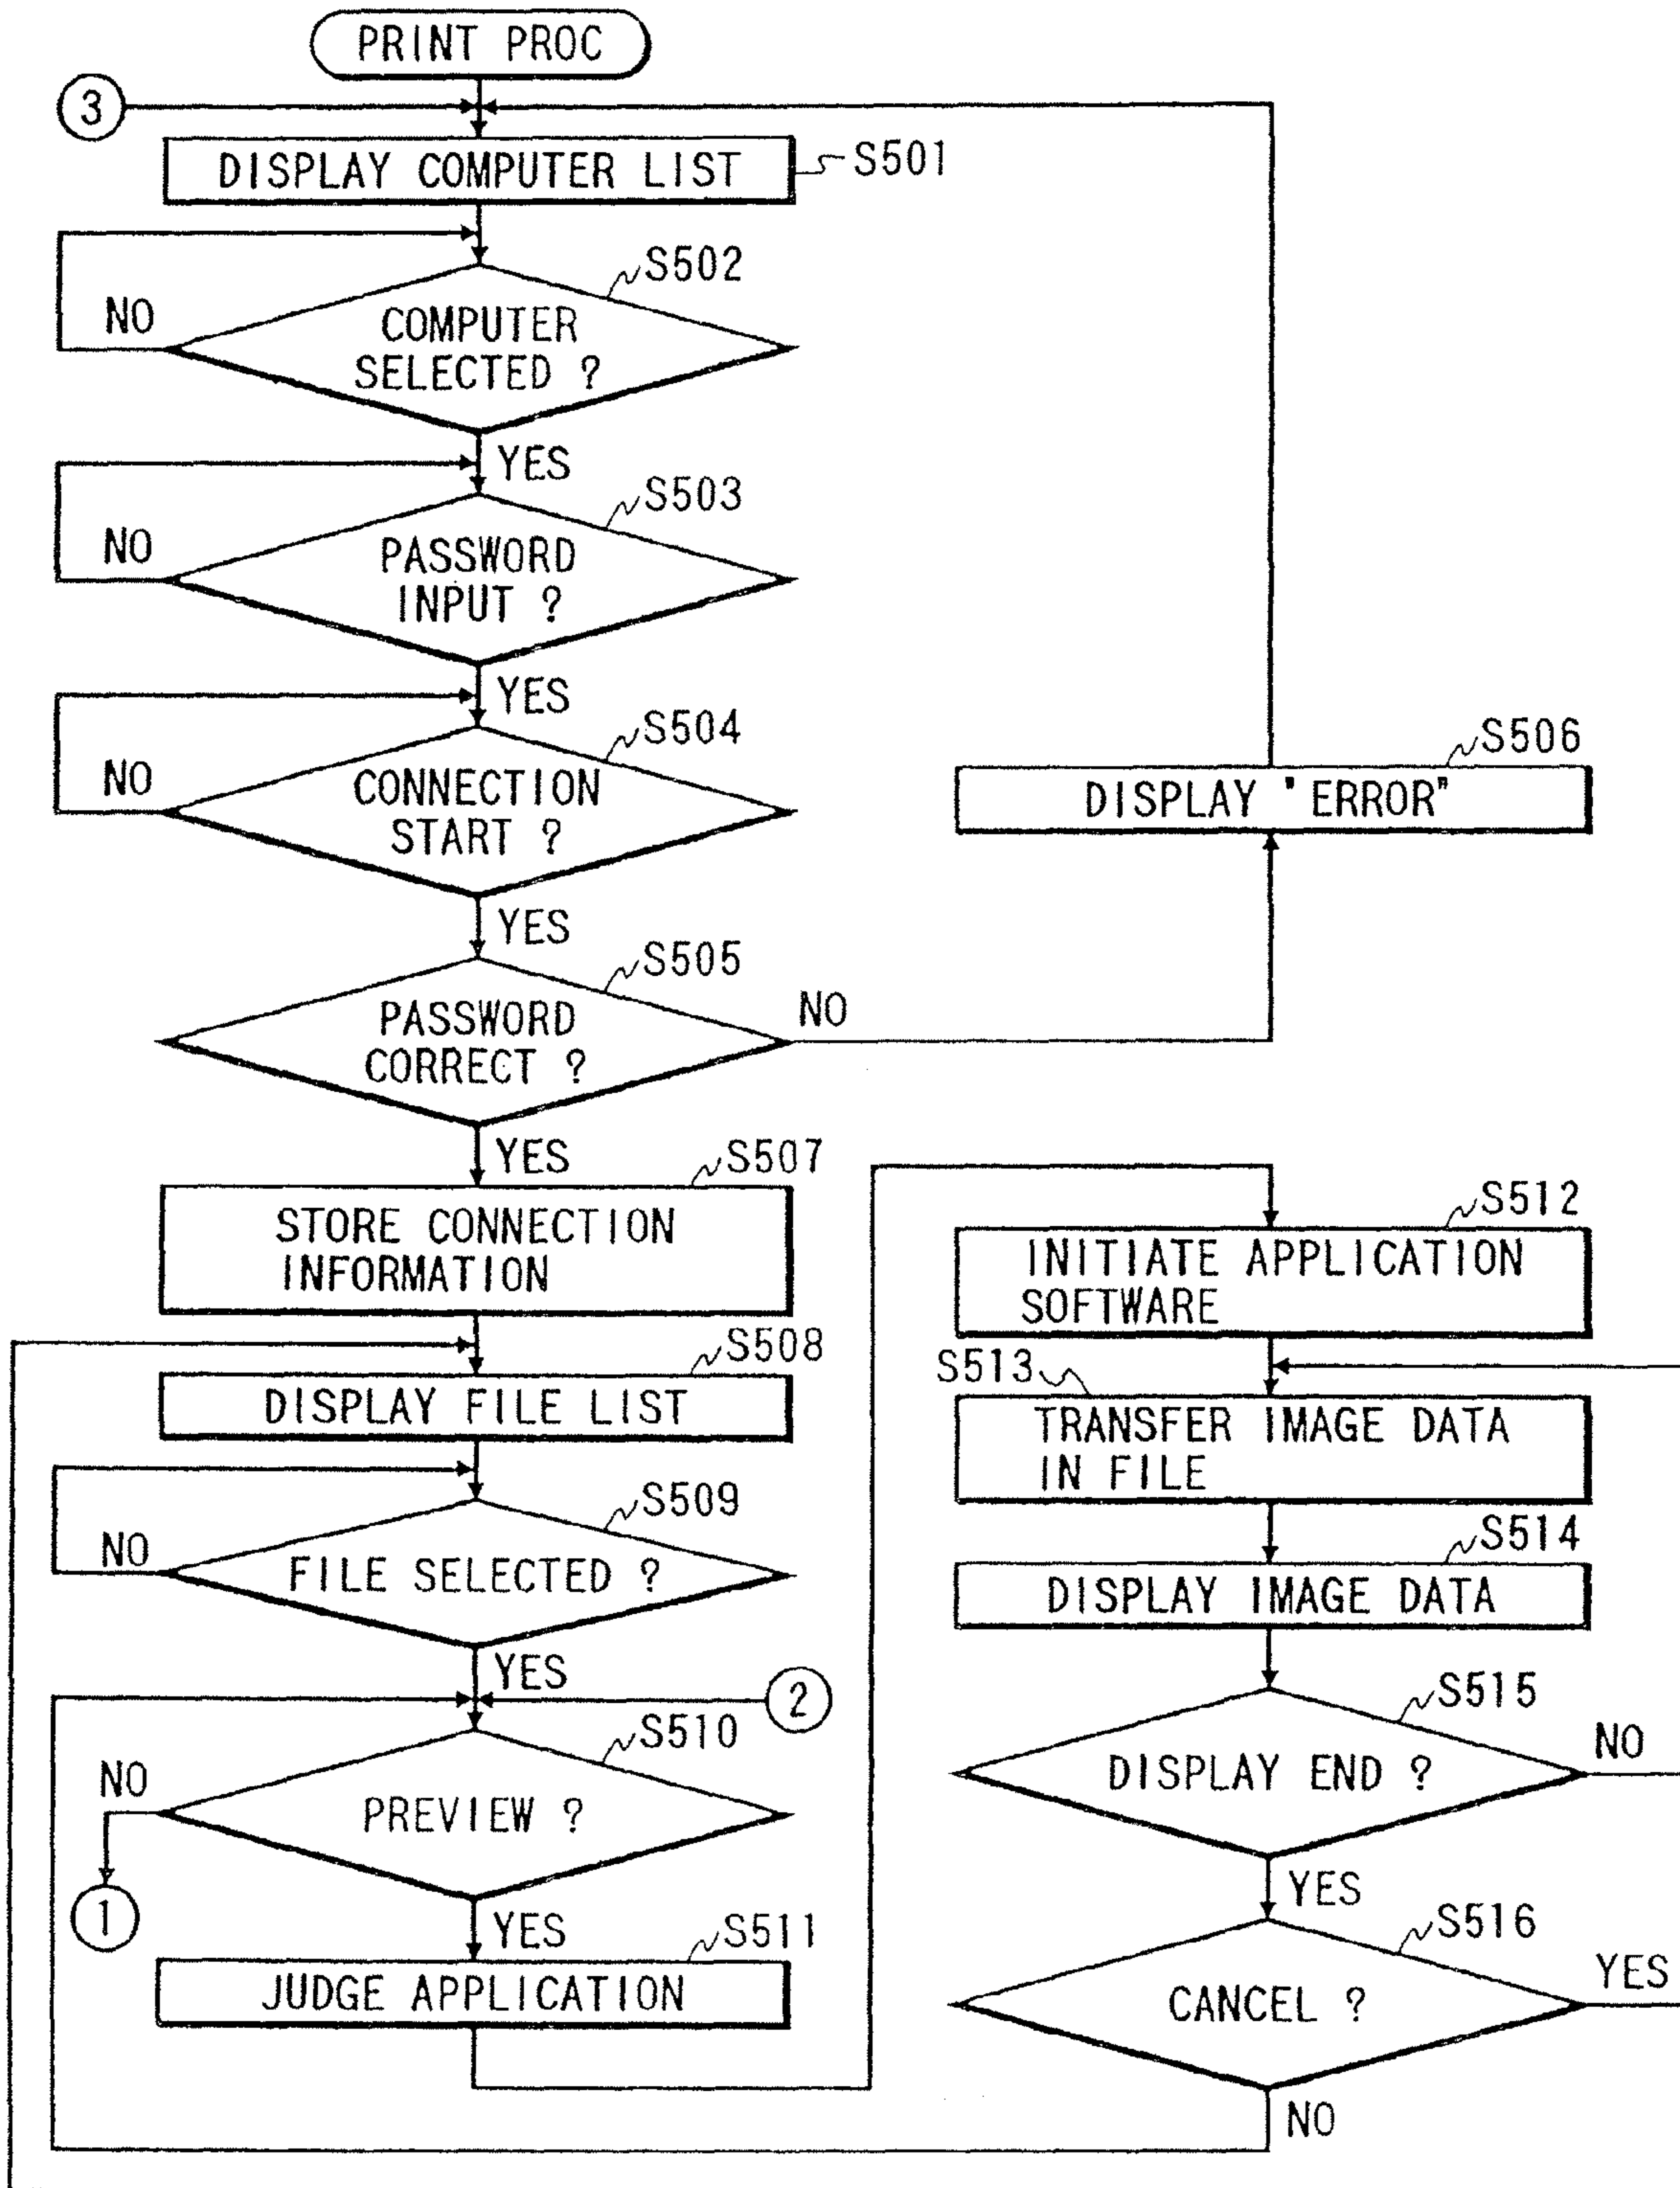 PRINT PROC
3
DISPLAY COMPUTER LIST
S501
S502
COMPUTER
SELECTED ?
NO
YES
S503
PASSWORD
INPUT ?
NO
YES
S504
CONNECTION
START ?
NO
YES
S506
DISPLAY "ERROR"
S505
PASSWORD
CORRECT ?
NO
YES
S507
STORE CONNECTION
INFORMATION
S508
DISPLAY FILE LIST
S509
FILE SELECTED ?
NO
YES
2
S510
PREVIEW ?
NO
1
YES
S511
JUDGE APPLICATION
S512
INITIATE APPLICATION
SOFTWARE
S513
TRANSFER IMAGE DATA
IN FILE
S514
DISPLAY IMAGE DATA
S515
DISPLAY END ?
NO
YES
S516
CANCEL ?
YES
NO